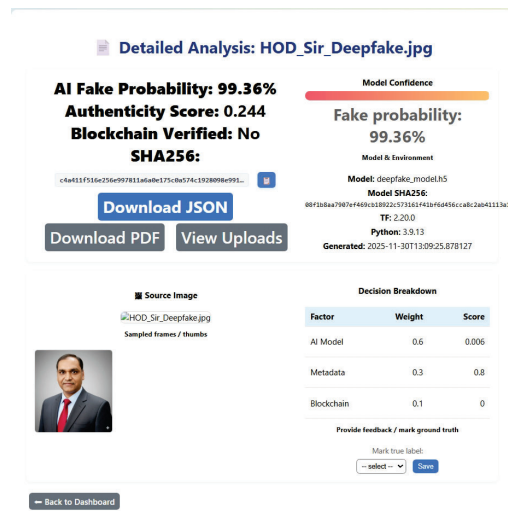 Detailed Analysis: HOD_Sir_Deepfake.jpg
AI Fake Probability: 99.36%
Authenticity Score: 0.244
Blockchain Verified: No
SHA256:
c4a411f516e256e997811a6a0e175c0a574c1928098e991…
Download JSON
Download PDF
View Uploads
Model Confidence
Fake probability:
99.36%
Model & Environment
Model: deepfake_model.h5
Model SHA256:
TF: 2.20.0
Python: 3.9.13
Generated: 2025-11-30T13:09:25.878127
Source Image
HOD_Sir_Deepfake.jpg
Sampled frames / thumbs
Decision Breakdown
Factor Weight Score
AI Model 0.6 0.006
Metadata 0.3 0.8
Blockchain 0.1 0
Provide feedback / mark ground truth
Mark true label:
-- select --
Save
Back to Dashboard